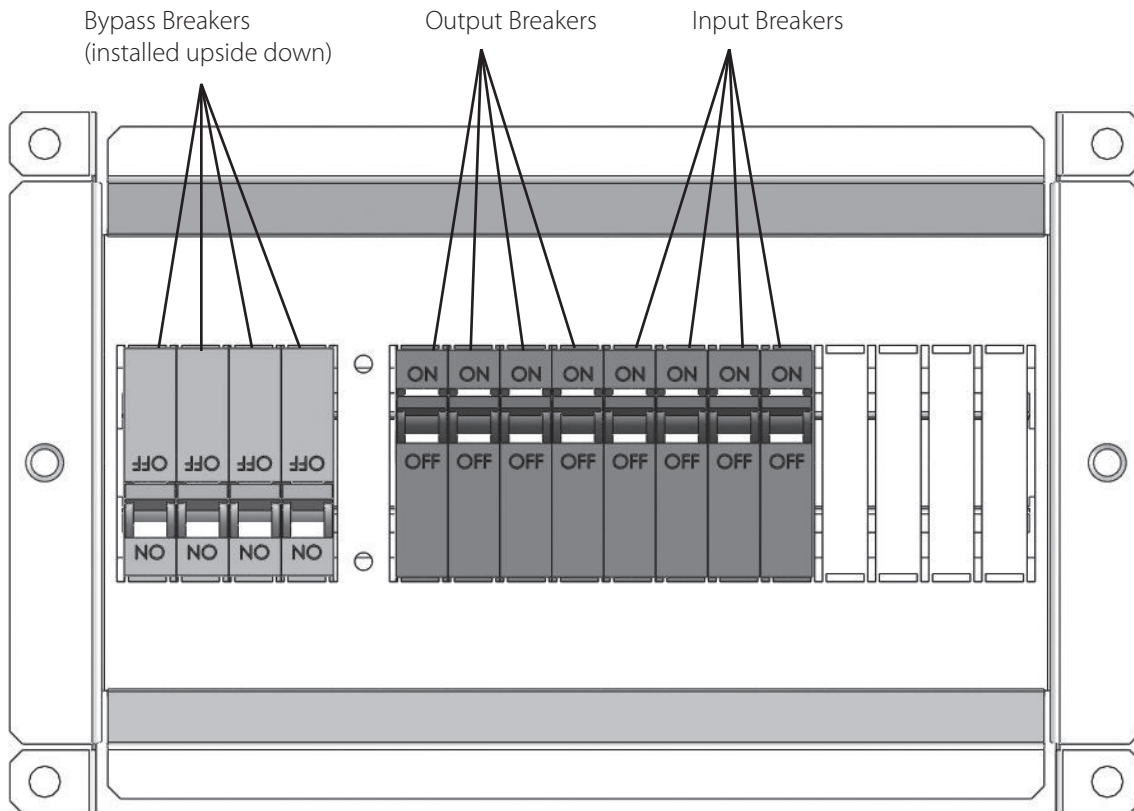 Bypass Breakers
(installed upside down)
Output Breakers
Input Breakers
ON ON ON ON ON ON ON ON
OFF OFF OFF OFF OFF OFF OFF OFF
OFF OFF OFF OFF
ON ON ON ON